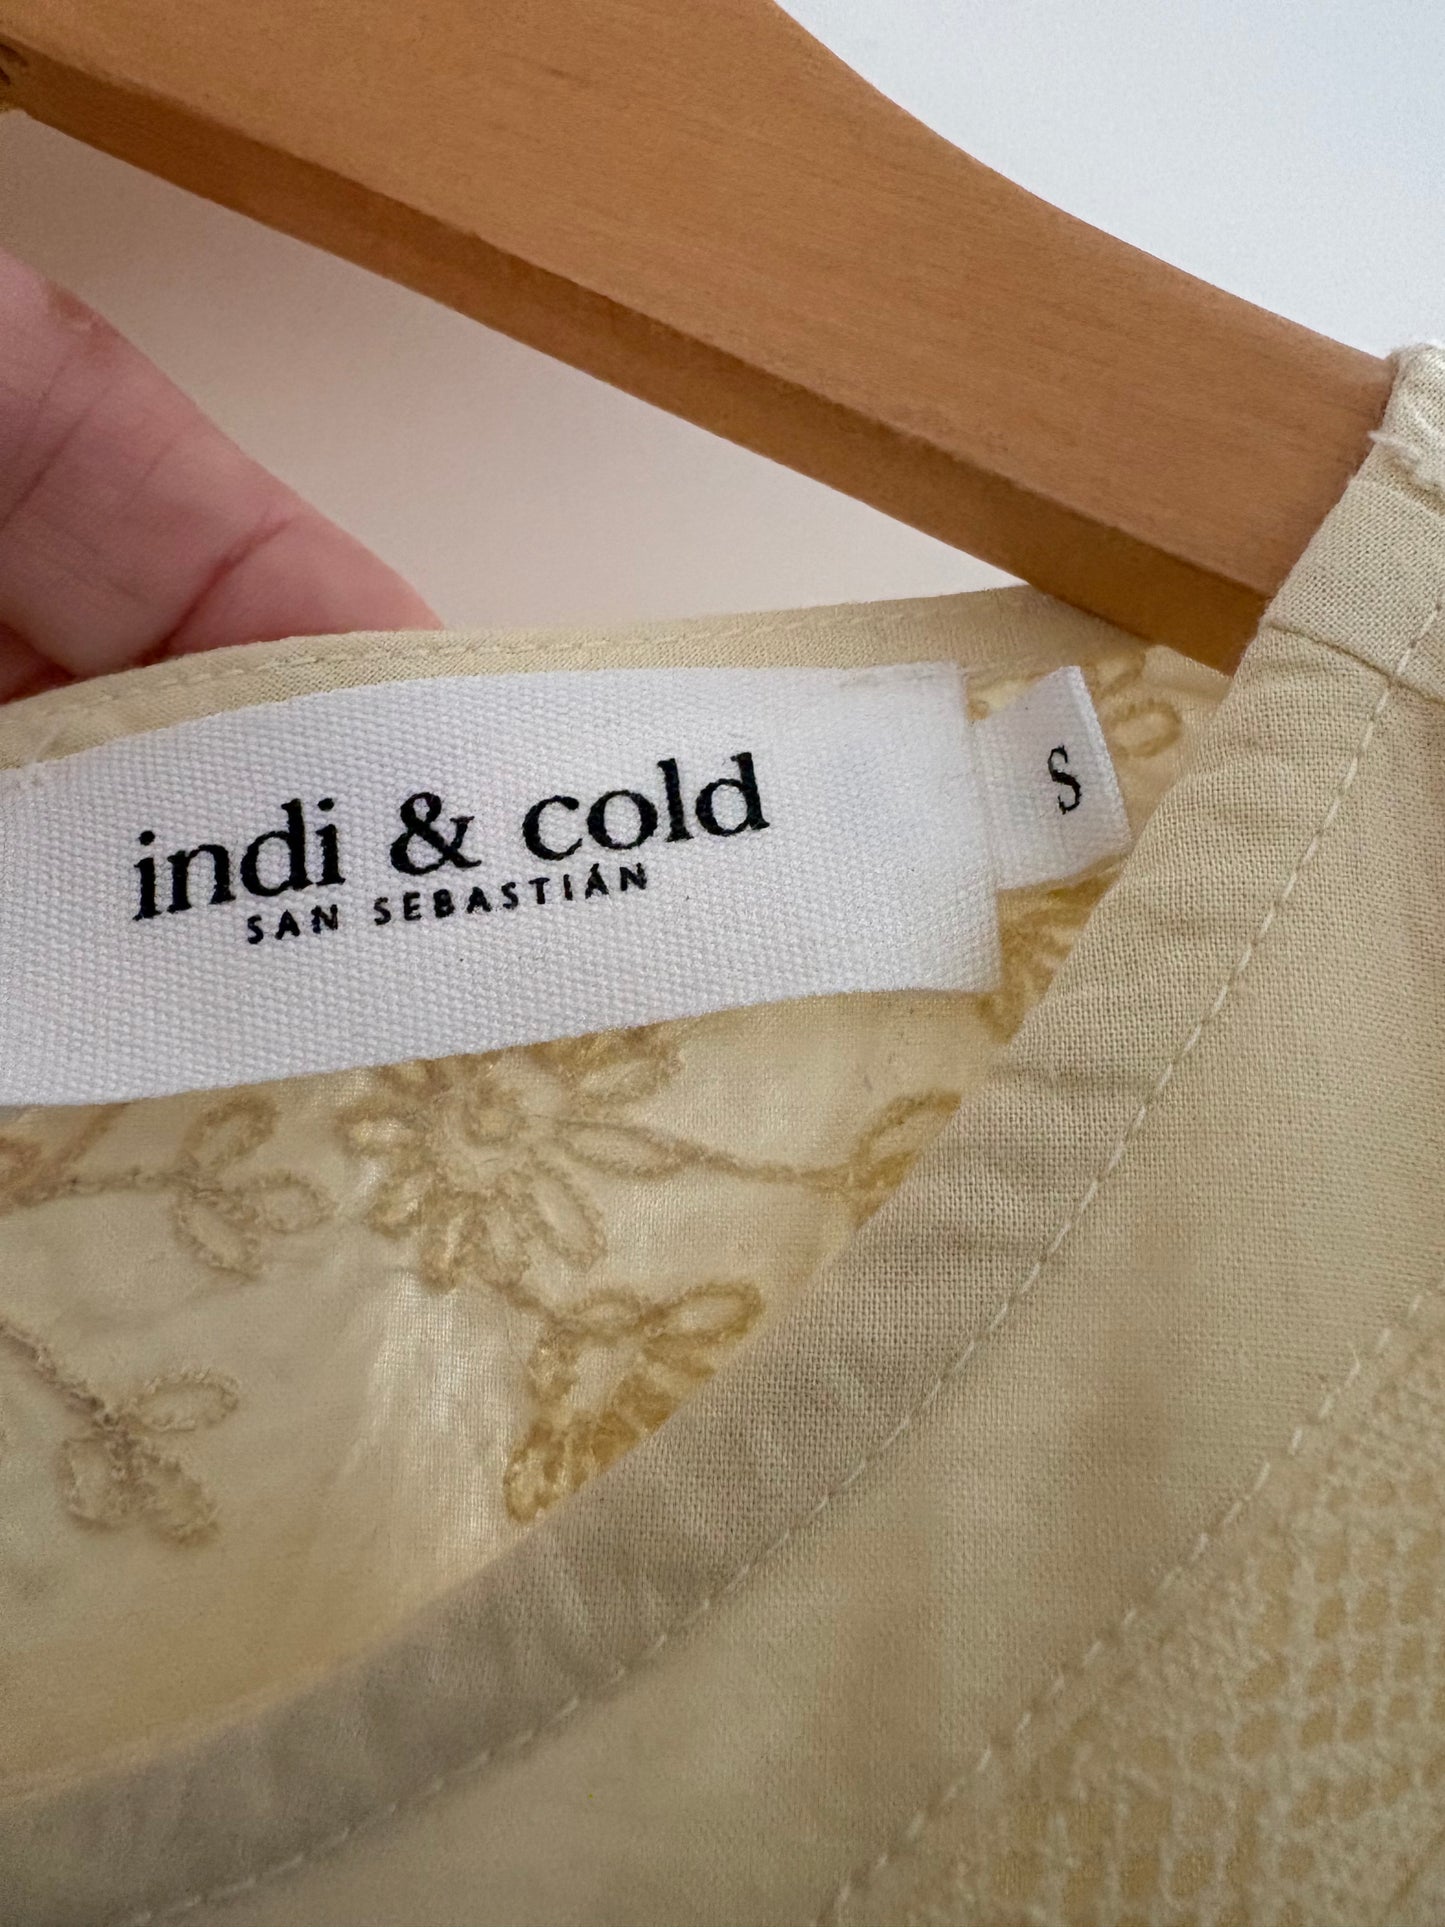 indi & cold
SAN SEBASTIÁN
S